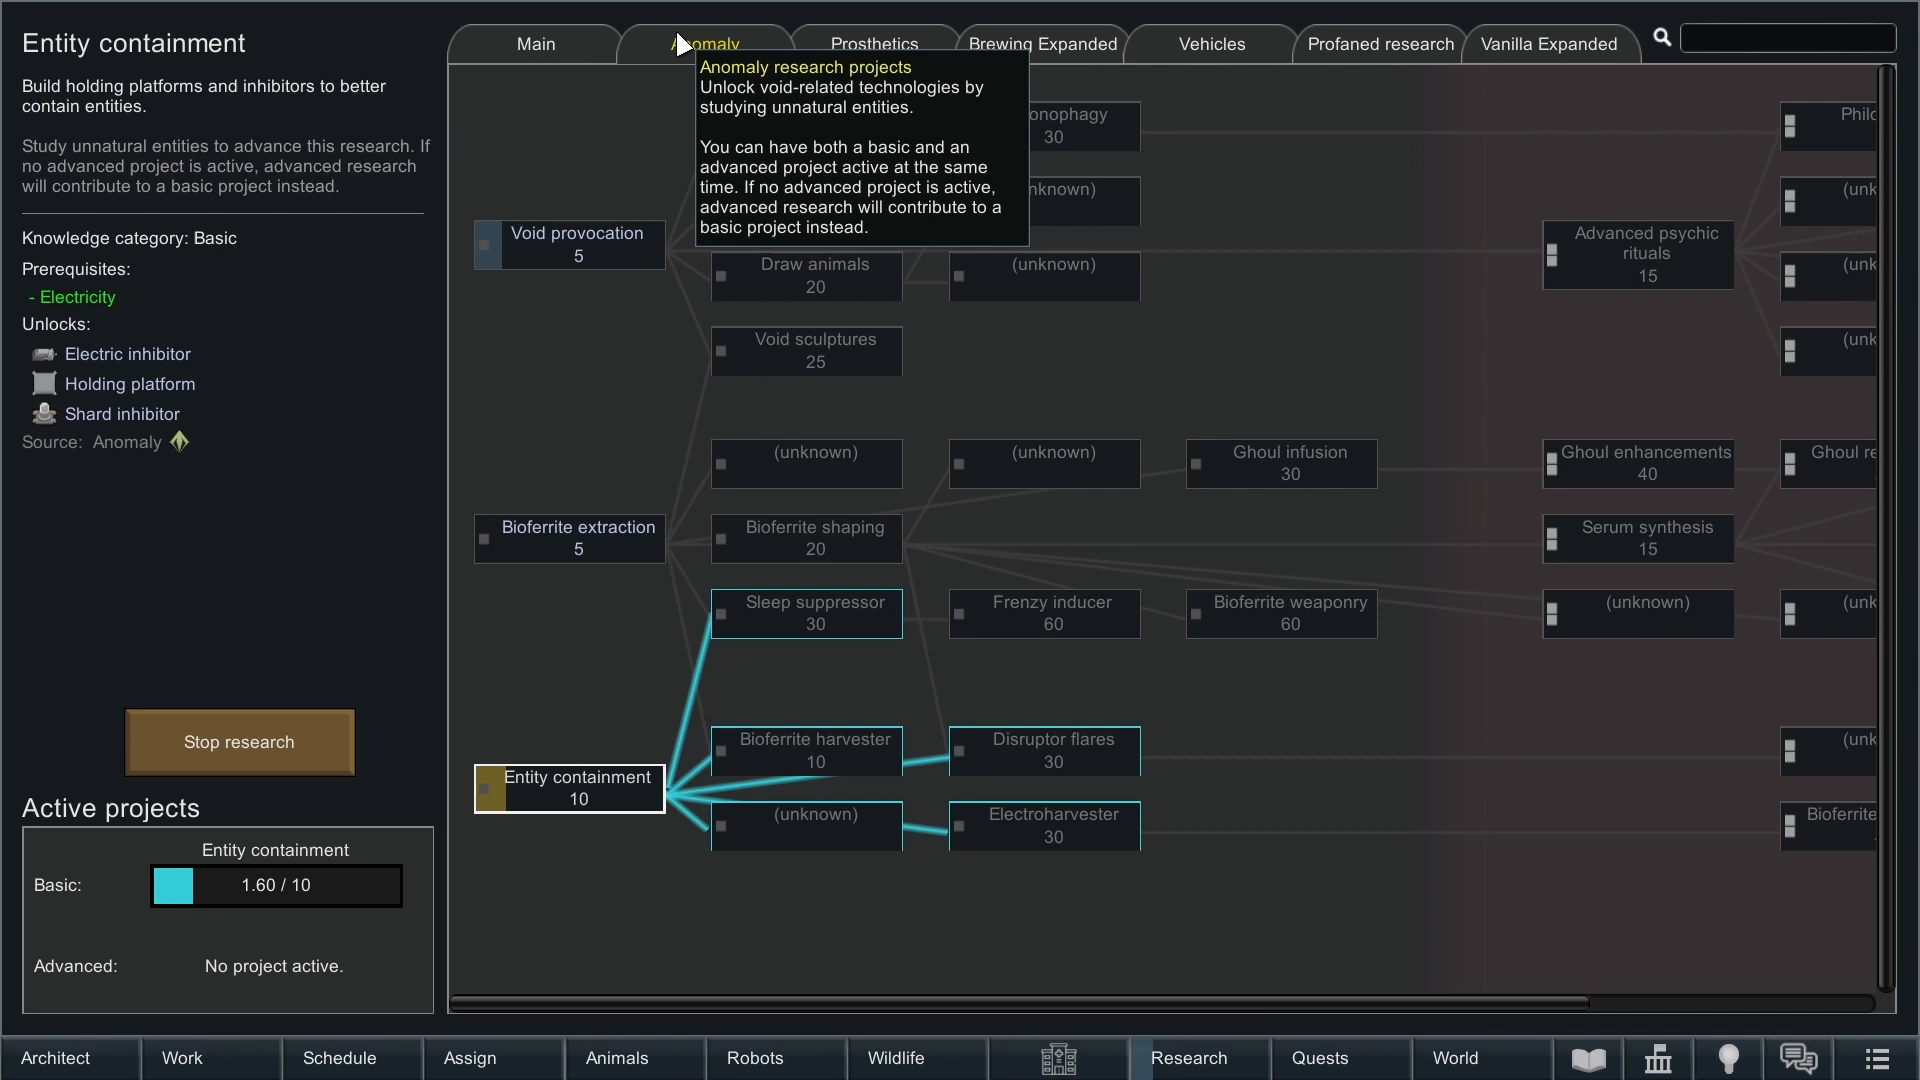 Entity containment
Build holding platforms and inhibitors to better
contain entities.
Study unnatural entities to advance this research. If
no advanced project is active, advanced research
will contribute to a basic project instead.
Knowledge category: Basic
Prerequisites:
- Electricity
Unlocks:
Electric inhibitor
Holding platform
Shard inhibitor
Source: Anomaly
Stop research
Active projects
Entity containment
Basic:
1.60 / 10
Advanced:
No project active.
Main
Anomaly
Prosthetics
Brewing Expanded
Vehicles
Profaned research
Vanilla Expanded
Anomaly research projects
Unlock void-related technologies by
studying unnatural entities.
You can have both a basic and an
advanced project active at the same
time. If no advanced project is active,
advanced research will contribute to a
basic project instead.
onophagy
30
Philo
nknown)
(unk
Void provocation
5
Advanced psychic
rituals
15
Draw animals
20
(unknown)
(unk
Void sculptures
25
(unk
(unknown)
(unknown)
Ghoul infusion
30
Ghoul enhancements
40
Ghoul re
Bioferrite extraction
5
Bioferrite shaping
20
Serum synthesis
15
Sleep suppressor
30
Frenzy inducer
60
Bioferrite weaponry
60
(unknown)
(unk
Bioferrite harvester
10
Disruptor flares
30
(unk
Entity containment
10
(unknown)
Electroharvester
30
Bioferrite
Architect
Work
Schedule
Assign
Animals
Robots
Wildlife
Research
Quests
World